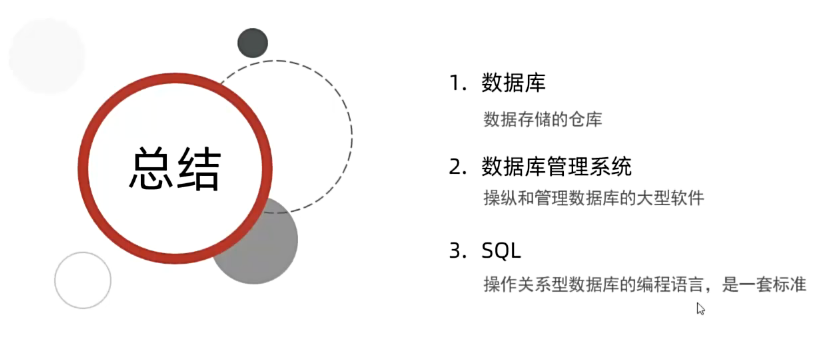 总结
1. 数据库
数据存储的仓库
2. 数据库管理系统
操纵和管理数据库的大型软件
3. SQL
操作关系型数据库的编程语言，是一套标准